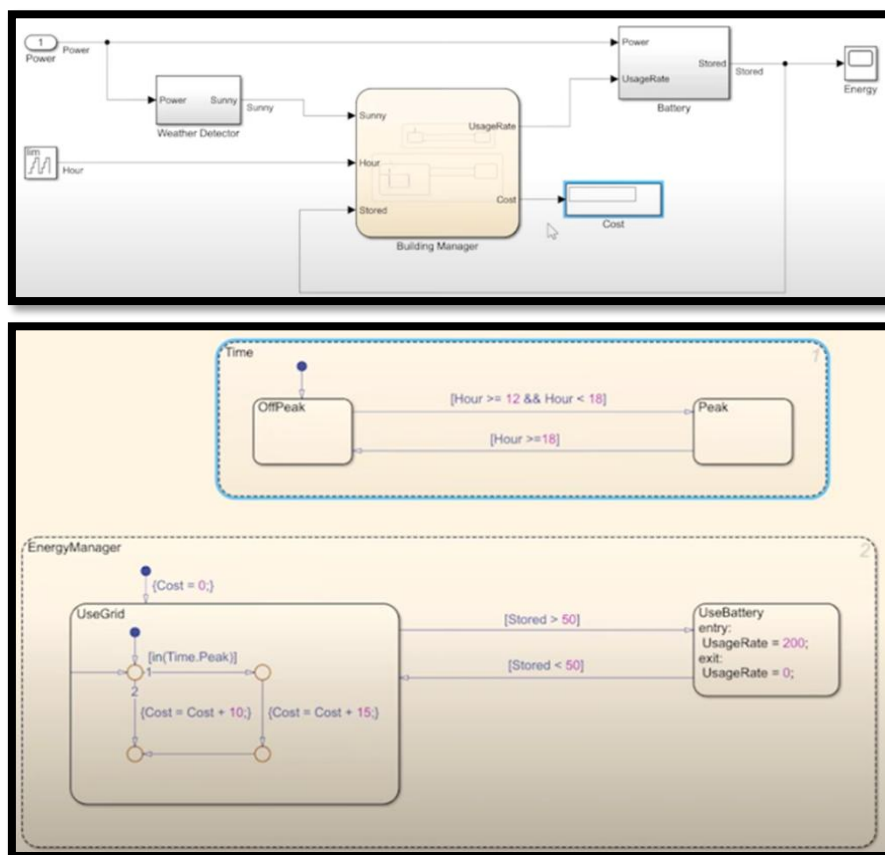 1
Power
Power
Power
Sunny
Sunny
Weather Detector
lim
Hour
Sunny
Hour
Stored
UsageRate
Cost
Building Manager
Power
UsageRate
Stored
Battery
Stored
Energy
Cost
Time
1
OffPeak
[Hour >= 12 && Hour < 18]
Peak
[Hour >=18]
EnergyManager
2
{Cost = 0;}
UseGrid
[in(Time.Peak)]
1
2
{Cost = Cost + 10;}
{Cost = Cost + 15;}
[Stored > 50]
[Stored < 50]
UseBattery
entry:
UsageRate = 200;
exit:
UsageRate = 0;